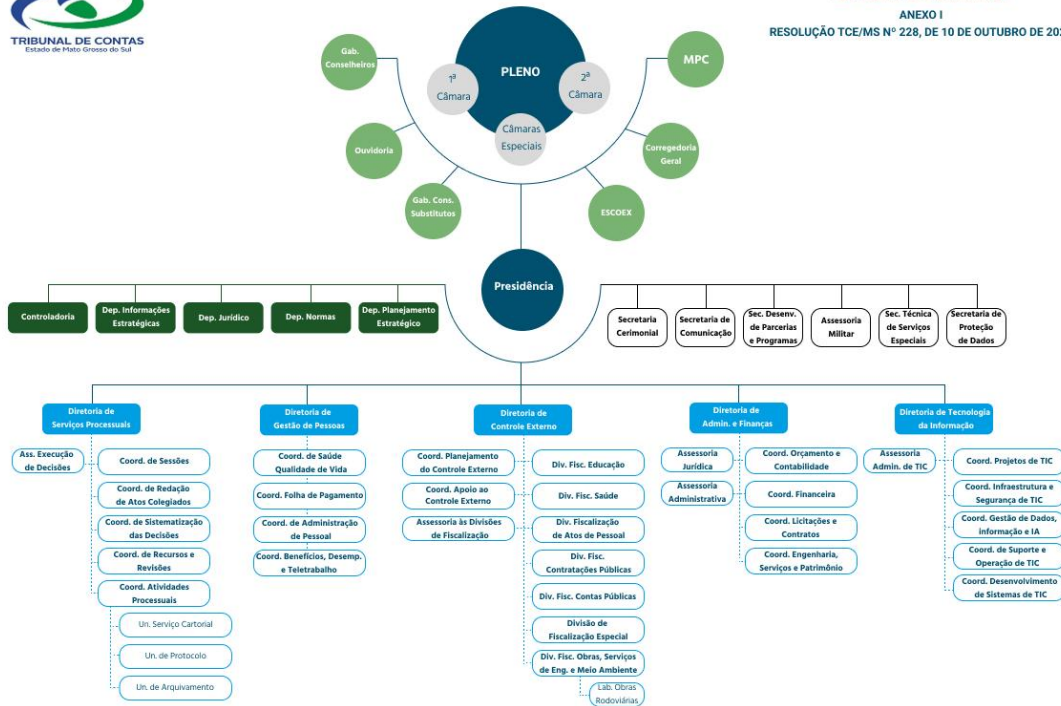 TRIBUNAL DE CONTAS
Estado de Mato Grosso do Sul
ANEXO I
RESOLUÇÃO TCE/MS Nº 228, DE 10 DE OUTUBRO DE 202
Gab.
Conselheiros
PLENO
1ª
Câmara
2ª
Câmara
Câmaras
Especiais
MPC
Ouvidoria
Corregedoria
Geral
Gab. Cons.
Substitutos
ESCOEX
Presidência
Controladoria
Dep. Informações
Estratégicas
Dep. Jurídico
Dep. Normas
Dep. Planejamento
Estratégico
Secretaria
Cerimonial
Secretaria de
Comunicação
Sec. Desenv.
de Parcerias
e Programas
Assessoria
Militar
Sec. Técnica
de Serviços
Especiais
Secretaria de
Proteção
de Dados
Diretoria de
Serviços Processuais
Ass. Execução
de Decisões
Coord. de Sessões
Coord. de Redação
de Atos Colegiados
Coord. de Sistematização
das Decisões
Coord. de Recursos e
Revisões
Coord. Atividades
Processuais
Un. Serviço Cartorial
Un. de Protocolo
Un. de Arquivamento
Diretoria de
Gestão de Pessoas
Coord. de Saúde
Qualidade de Vida
Coord. Folha de Pagamento
Coord. de Administração
de Pessoal
Coord. Benefícios, Desemp.
e Teletrabalho
Diretoria de
Controle Externo
Coord. Planejamento
do Controle Externo
Coord. Apoio ao
Controle Externo
Assessoria às Divisões
de Fiscalização
Div. Fisc. Educação
Div. Fisc. Saúde
Div. Fiscalização
de Atos de Pessoal
Div. Fisc.
Contratações Públicas
Div. Fisc. Contas Públicas
Divisão de
Fiscalização Especial
Div. Fisc. Obras, Serviços
de Eng. e Meio Ambiente
Lab. Obras
Rodoviárias
Diretoria de
Admin. e Finanças
Assessoria
Jurídica
Assessoria
Administrativa
Coord. Orçamento e
Contabilidade
Coord. Financeira
Coord. Licitações e
Contratos
Coord. Engenharia,
Serviços e Patrimônio
Diretoria de Tecnologia
da Informação
Assessoria
Admin. de TIC
Coord. Projetos de TIC
Coord. Infraestrutura e
Segurança de TIC
Coord. Gestão de Dados,
informação e IA
Coord. de Suporte e
Operação de TIC
Coord. Desenvolvimento
de Sistemas de TIC